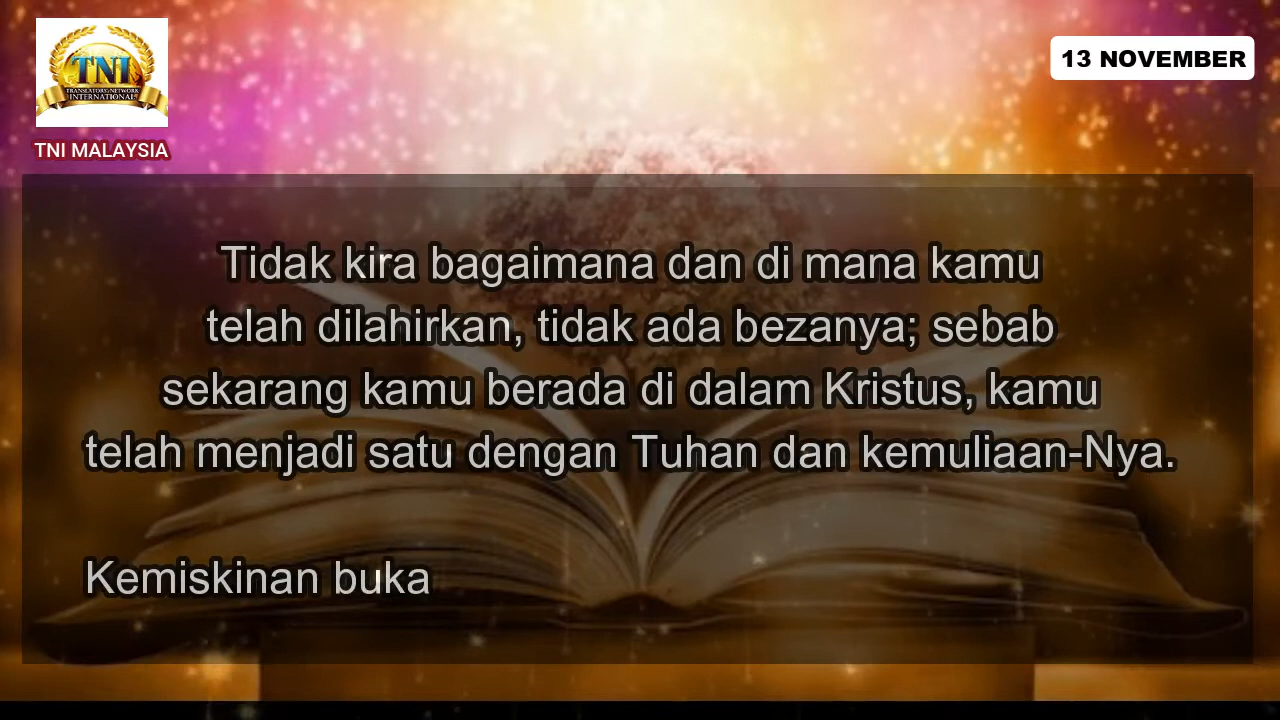 TNI
TRANSLATORS NETWORK
INTERNATIONAL
TNI MALAYSIA
13 NOVEMBER
Tidak kira bagaimana dan di mana kamu
telah dilahirkan, tidak ada bezanya; sebab
sekarang kamu berada di dalam Kristus, kamu
telah menjadi satu dengan Tuhan dan kemuliaan-Nya.
Kemiskinan buka